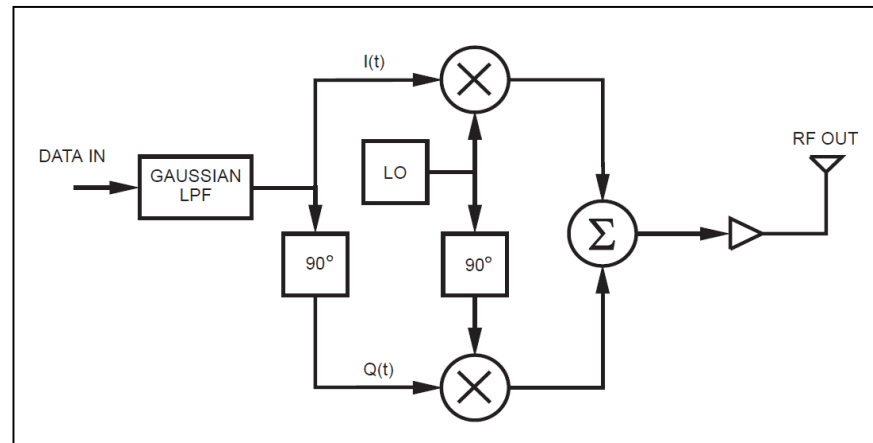 I(t)
DATA IN
GAUSSIAN
LPF
LO
RF OUT
90°
90°
Σ
Q(t)